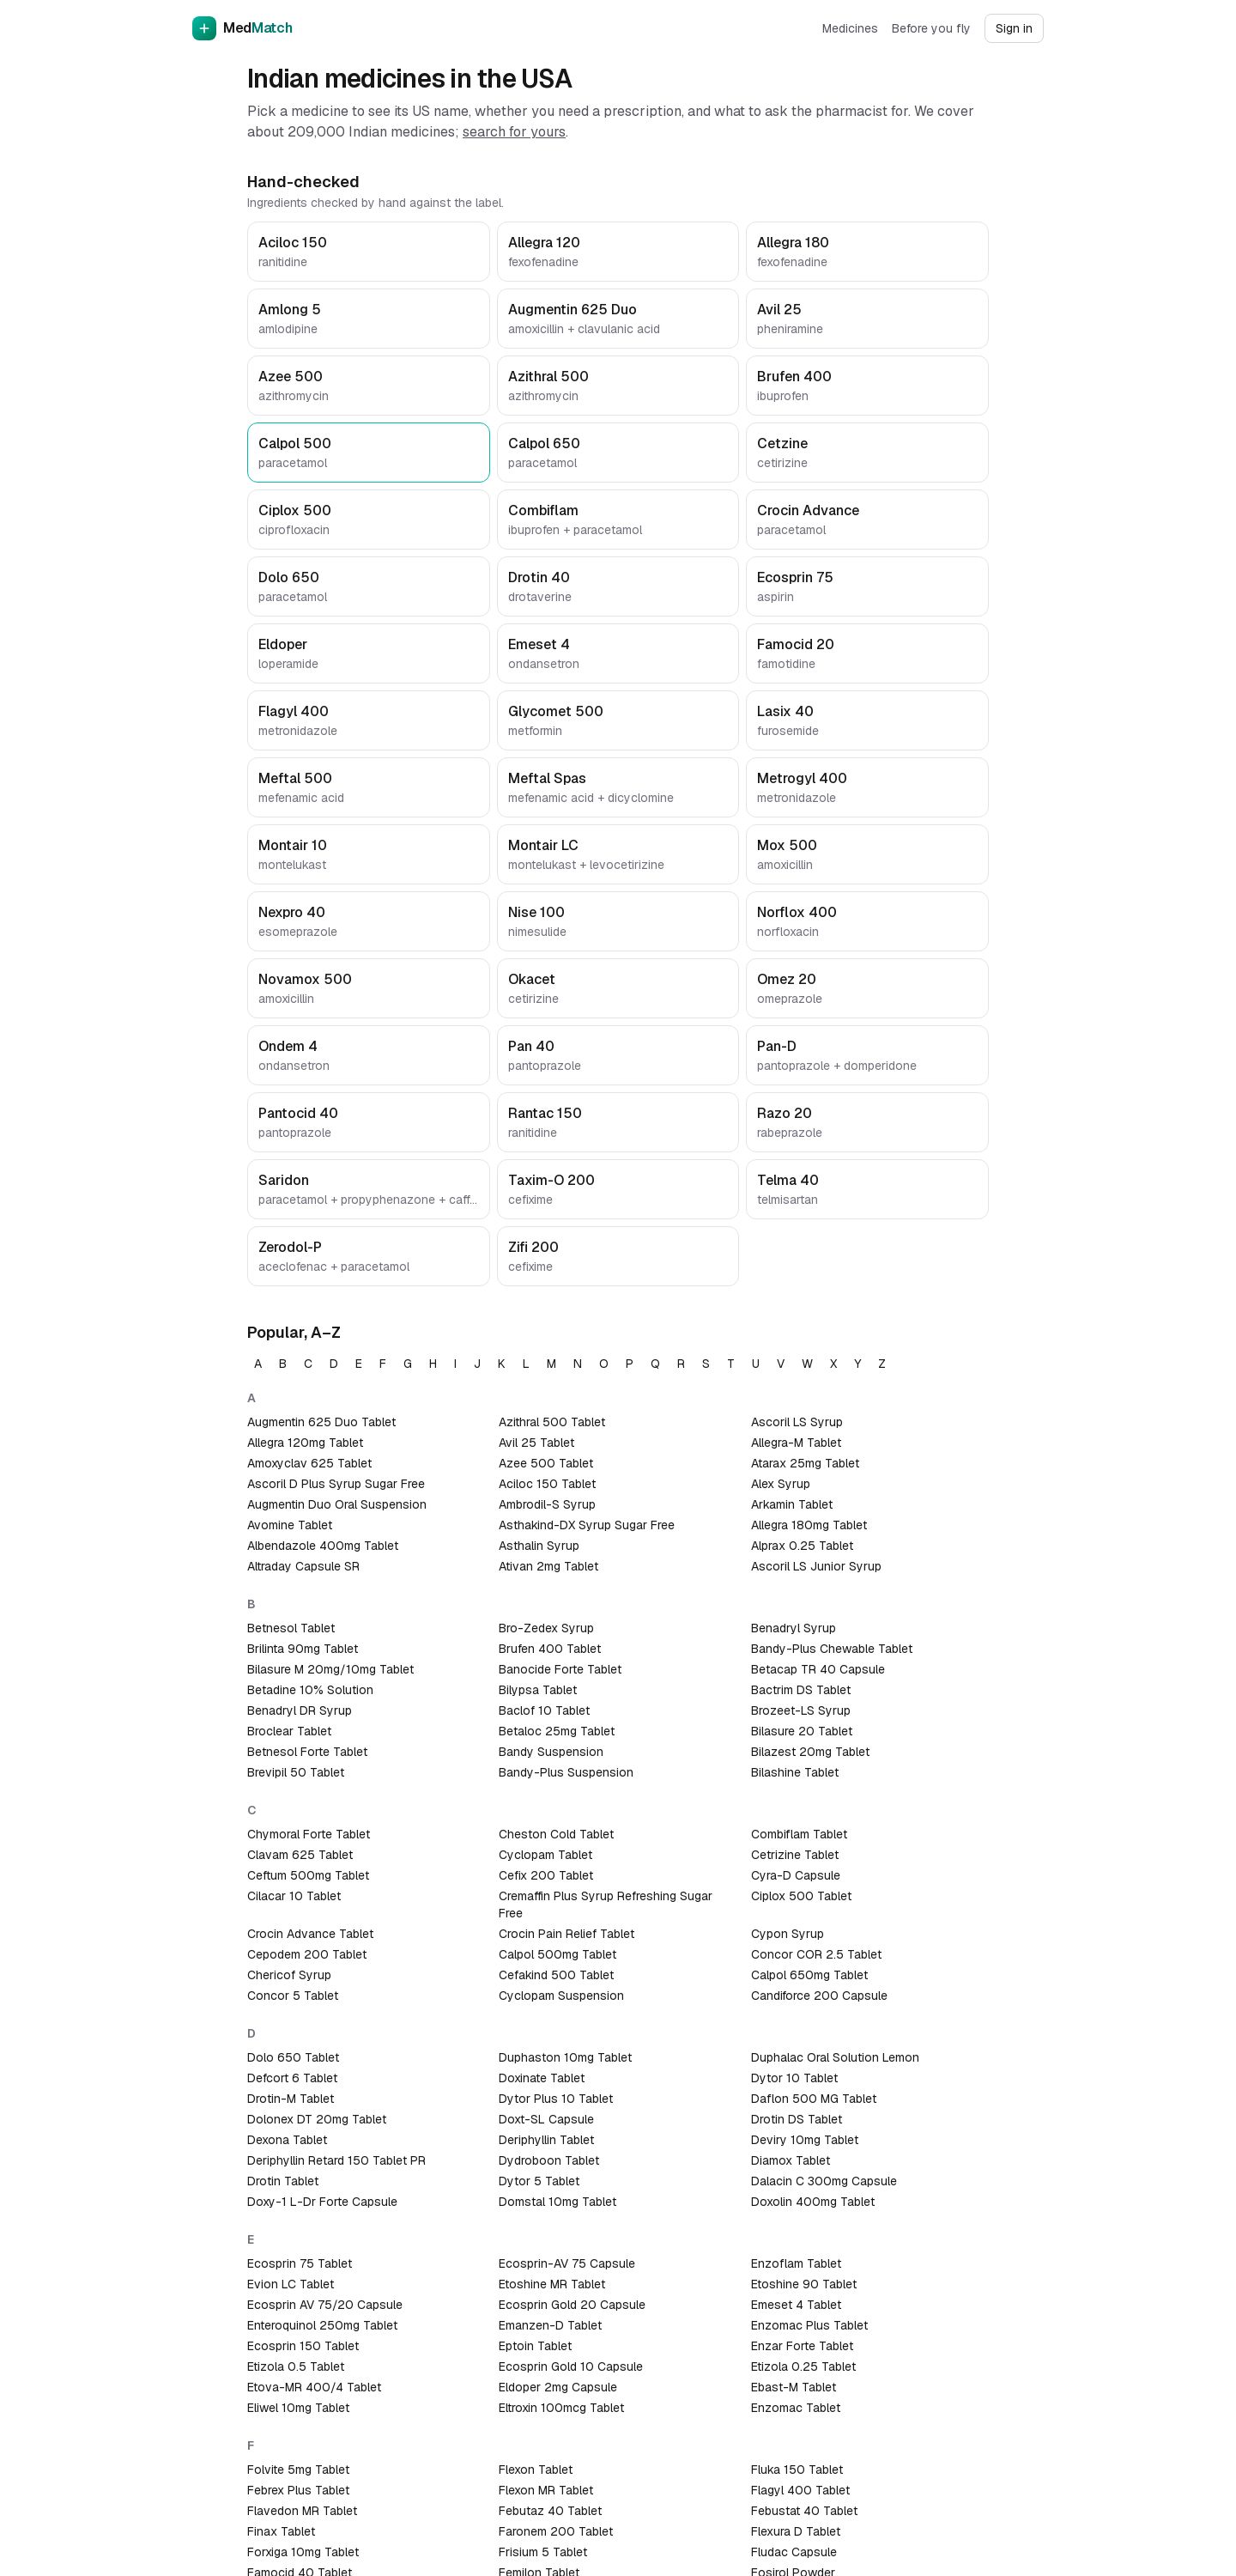 MedMatch
Medicines Before you fly Sign in
Indian medicines in the USA
Pick a medicine to see its US name, whether you need a prescription, and what to ask the pharmacist for. We cover
about 209,000 Indian medicines; search for yours.
Hand-checked
Ingredients checked by hand against the label.
Aciloc 150 Allegra 120 Allegra 180
ranitidine fexofenadine fexofenadine
Amlong 5 Augmentin 625 Duo Avil 25
amlodipine amoxicillin + clavulanic acid pheniramine
Azee 500 Azithral 500 Brufen 400
azithromycin azithromycin ibuprofen
Calpol 500 Calpol 650 Cetzine
paracetamol paracetamol cetirizine
Ciplox 500 Combiflam Crocin Advance
ciprofloxacin ibuprofen + paracetamol paracetamol
Dolo 650 Drotin 40 Ecosprin 75
paracetamol drotaverine aspirin
Eldoper Emeset 4 Famocid 20
loperamide ondansetron famotidine
Flagyl 400 Glycomet 500 Lasix 40
metronidazole metformin furosemide
Meftal 500 Meftal Spas Metrogyl 400
mefenamic acid mefenamic acid + dicyclomine metronidazole
Montair 10 Montair LC Mox 500
montelukast montelukast + levocetirizine amoxicillin
Nexpro 40 Nise 100 Norflox 400
esomeprazole nimesulide norfloxacin
Novamox 500 Okacet Omez 20
amoxicillin cetirizine omeprazole
Ondem 4 Pan 40 Pan-D
ondansetron pantoprazole pantoprazole + domperidone
Pantocid 40 Rantac 150 Razo 20
pantoprazole ranitidine rabeprazole
Saridon Taxim-O 200 Telma 40
paracetamol + propyphenazone + caff... cefixime telmisartan
Zerodol-P Zifi 200
aceclofenac + paracetamol cefixime
Popular, A–Z
A B C D E F G H I J K L M N O P Q R S T U V W X Y Z
A
Augmentin 625 Duo Tablet Azithral 500 Tablet Ascoril LS Syrup
Allegra 120mg Tablet Avil 25 Tablet Allegra-M Tablet
Amoxyclav 625 Tablet Azee 500 Tablet Atarax 25mg Tablet
Ascoril D Plus Syrup Sugar Free Aciloc 150 Tablet Alex Syrup
Augmentin Duo Oral Suspension Ambrodil-S Syrup Arkamin Tablet
Avomine Tablet Asthakind-DX Syrup Sugar Free Allegra 180mg Tablet
Albendazole 400mg Tablet Asthalin Syrup Alprax 0.25 Tablet
Altraday Capsule SR Ativan 2mg Tablet Ascoril LS Junior Syrup
B
Betnesol Tablet Bro-Zedex Syrup Benadryl Syrup
Brilinta 90mg Tablet Brufen 400 Tablet Bandy-Plus Chewable Tablet
Bilasure M 20mg/10mg Tablet Banocide Forte Tablet Betacap TR 40 Capsule
Betadine 10% Solution Bilypsa Tablet Bactrim DS Tablet
Benadryl DR Syrup Baclof 10 Tablet Brozeet-LS Syrup
Broclear Tablet Betaloc 25mg Tablet Bilasure 20 Tablet
Betnesol Forte Tablet Bandy Suspension Bilazest 20mg Tablet
Brevipil 50 Tablet Bandy-Plus Suspension Bilashine Tablet
C
Chymoral Forte Tablet Cheston Cold Tablet Combiflam Tablet
Clavam 625 Tablet Cyclopam Tablet Cetrizine Tablet
Ceftum 500mg Tablet Cefix 200 Tablet Cyra-D Capsule
Cilacar 10 Tablet Cremaffin Plus Syrup Refreshing Sugar Ciplox 500 Tablet
Free
Crocin Advance Tablet Crocin Pain Relief Tablet Cypon Syrup
Cepodem 200 Tablet Calpol 500mg Tablet Concor COR 2.5 Tablet
Chericof Syrup Cefakind 500 Tablet Calpol 650mg Tablet
Concor 5 Tablet Cyclopam Suspension Candiforce 200 Capsule
D
Dolo 650 Tablet Duphaston 10mg Tablet Duphalac Oral Solution Lemon
Defcort 6 Tablet Doxinate Tablet Dytor 10 Tablet
Drotin-M Tablet Dytor Plus 10 Tablet Daflon 500 MG Tablet
Dolonex DT 20mg Tablet Doxt-SL Capsule Drotin DS Tablet
Dexona Tablet Deriphyllin Tablet Deviry 10mg Tablet
Deriphyllin Retard 150 Tablet PR Dydroboon Tablet Diamox Tablet
Drotin Tablet Dytor 5 Tablet Dalacin C 300mg Capsule
Doxy-1 L-Dr Forte Capsule Domstal 10mg Tablet Doxolin 400mg Tablet
E
Ecosprin 75 Tablet Ecosprin-AV 75 Capsule Enzoflam Tablet
Evion LC Tablet Etoshine MR Tablet Etoshine 90 Tablet
Ecosprin AV 75/20 Capsule Ecosprin Gold 20 Capsule Emeset 4 Tablet
Enteroquinol 250mg Tablet Emanzen-D Tablet Enzomac Plus Tablet
Ecosprin 150 Tablet Eptoin Tablet Enzar Forte Tablet
Etizola 0.5 Tablet Ecosprin Gold 10 Capsule Etizola 0.25 Tablet
Etova-MR 400/4 Tablet Eldoper 2mg Capsule Ebast-M Tablet
Eliwel 10mg Tablet Eltroxin 100mcg Tablet Enzomac Tablet
F
Folvite 5mg Tablet Flexon Tablet Fluka 150 Tablet
Febrex Plus Tablet Flexon MR Tablet Flagyl 400 Tablet
Flavedon MR Tablet Febutaz 40 Tablet Febustat 40 Tablet
Finax Tablet Faronem 200 Tablet Flexura D Tablet
Forxiga 10mg Tablet Frisium 5 Tablet Fludac Capsule
Famocid 40 Tablet Femilon Tablet Fosirol Powder